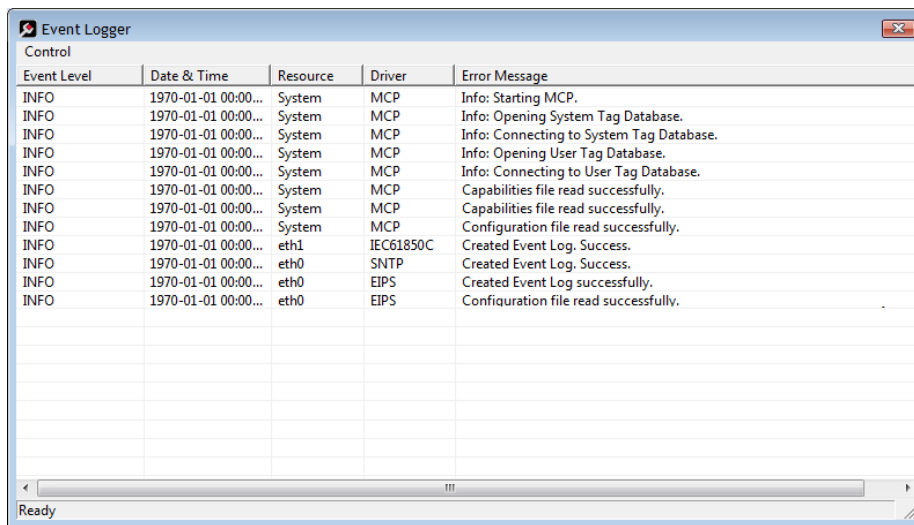 Event Logger
Control
Event Level Date & Time Resource Driver Error Message
INFO 1970-01-01 00:00... System MCP Info: Starting MCP.
INFO 1970-01-01 00:00... System MCP Info: Opening System Tag Database.
INFO 1970-01-01 00:00... System MCP Info: Connecting to System Tag Database.
INFO 1970-01-01 00:00... System MCP Info: Opening User Tag Database.
INFO 1970-01-01 00:00... System MCP Info: Connecting to User Tag Database.
INFO 1970-01-01 00:00... System MCP Capabilities file read successfully.
INFO 1970-01-01 00:00... System MCP Capabilities file read successfully.
INFO 1970-01-01 00:00... System MCP Configuration file read successfully.
INFO 1970-01-01 00:00... eth1 IEC61850C Created Event Log. Success.
INFO 1970-01-01 00:00... eth0 SNTP Created Event Log. Success.
INFO 1970-01-01 00:00... eth0 EIPS Created Event Log successfully.
INFO 1970-01-01 00:00... eth0 EIPS Configuration file read successfully.
Ready